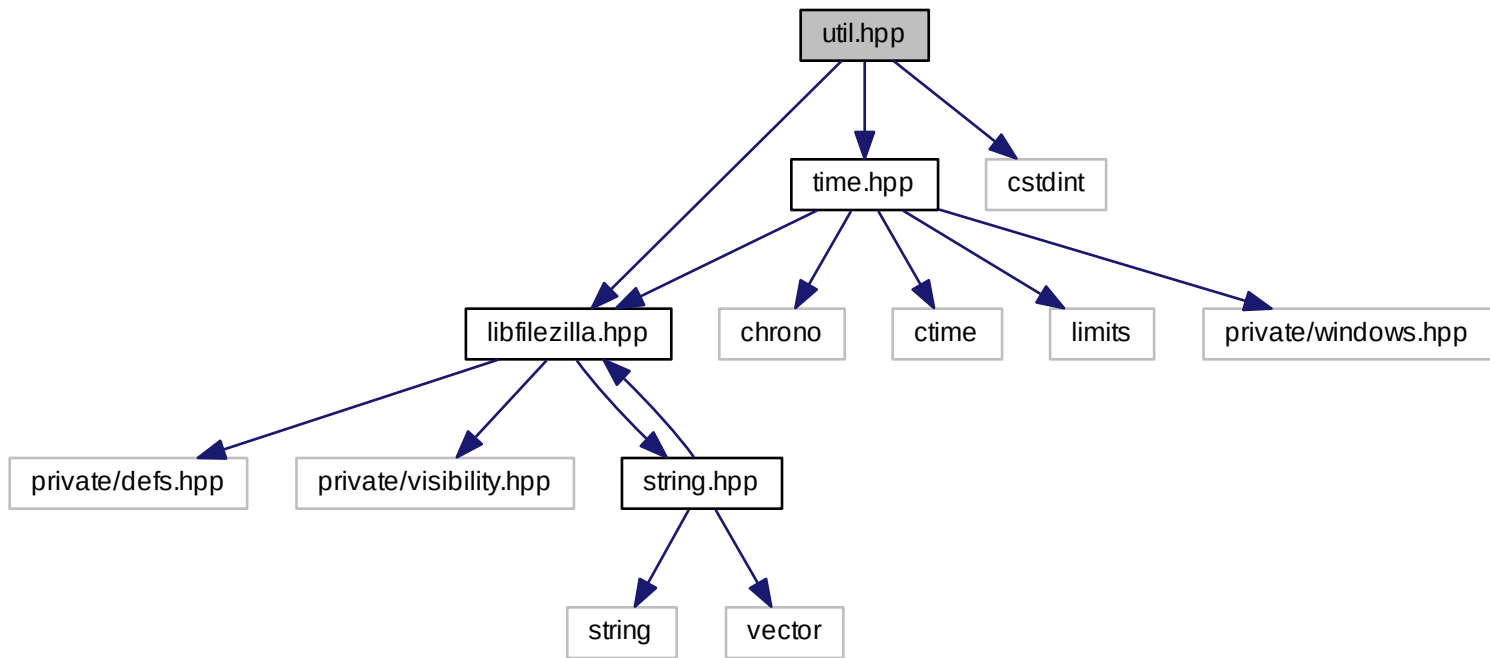 util.hpp
time.hpp
cstdint
libfilezilla.hpp
chrono
ctime
limits
private/windows.hpp
private/defs.hpp
private/visibility.hpp
string.hpp
string
vector